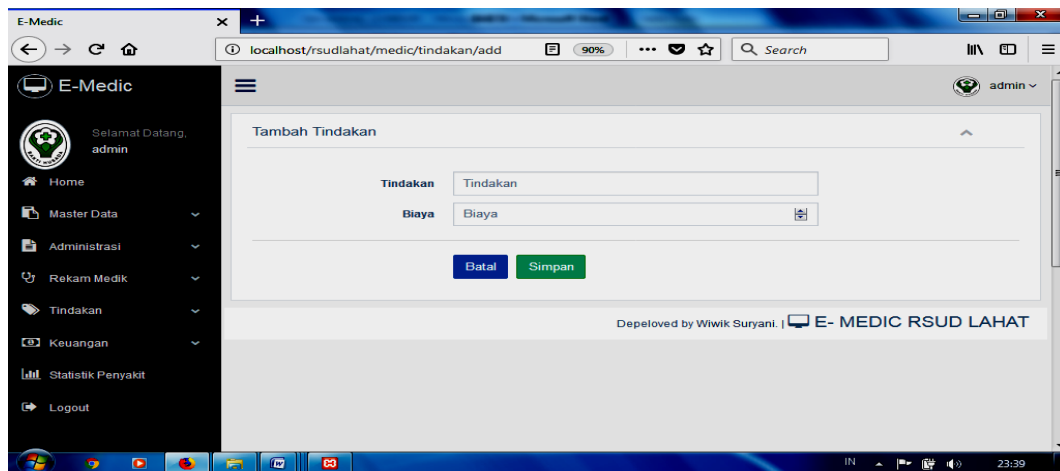 E-Medic
localhost/rsudlahat/medic/tindakan/add
90%
Search
E-Medic
admin
Selamat Datang,
admin
Home
Master Data
Administrasi
Rekam Medik
Tindakan
Keuangan
Statistik Penyakit
Logout
Tambah Tindakan
Tindakan
Tindakan
Biaya
Biaya
Batal
Simpan
Depeloved by Wiwik Suryani. | E- MEDIC RSUD LAHAT
IN
23:39